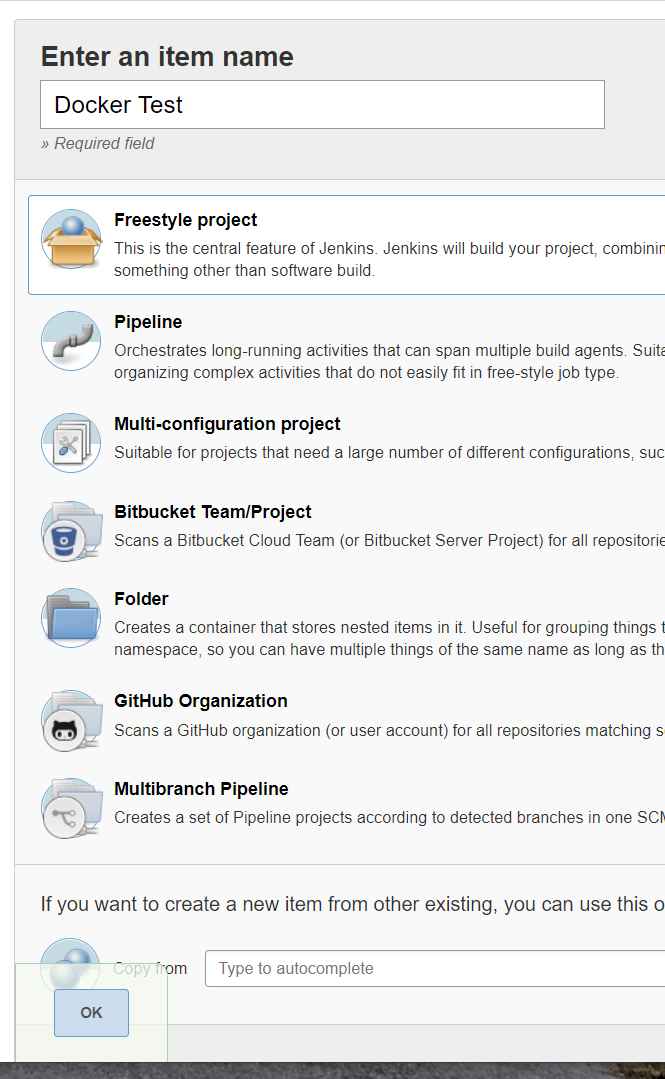 Enter an item name
Docker Test
» Required field
Freestyle project
This is the central feature of Jenkins. Jenkins will build your project, combinin
something other than software build.
Pipeline
Orchestrates long-running activities that can span multiple build agents. Suita
organizing complex activities that do not easily fit in free-style job type.
Multi-configuration project
Suitable for projects that need a large number of different configurations, suc
Bitbucket Team/Project
Scans a Bitbucket Cloud Team (or Bitbucket Server Project) for all repositorie
Folder
Creates a container that stores nested items in it. Useful for grouping things t
namespace, so you can have multiple things of the same name as long as th
GitHub Organization
Scans a GitHub organization (or user account) for all repositories matching s
Multibranch Pipeline
Creates a set of Pipeline projects according to detected branches in one SCM
If you want to create a new item from other existing, you can use this o
Copy from
Type to autocomplete
OK